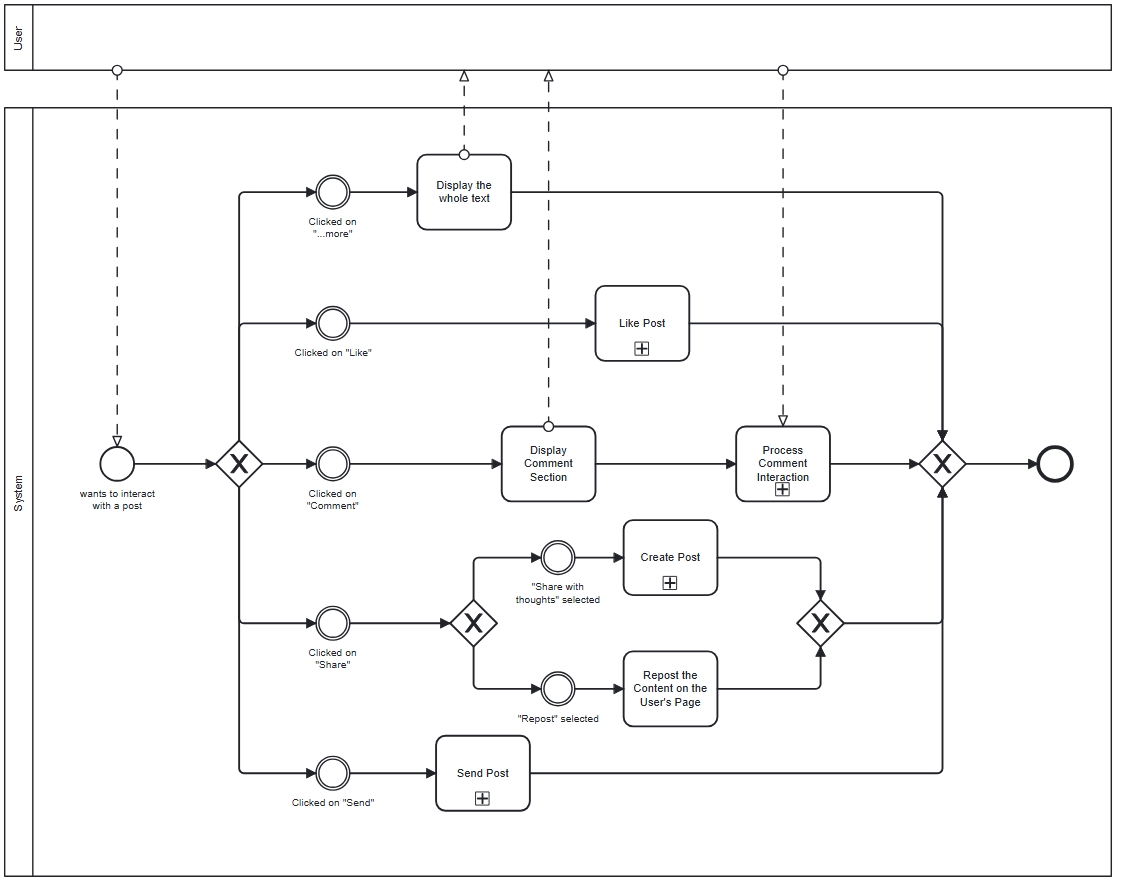 User
System
Display the
whole text
Clicked on
"...more"
Like Post
Clicked on "Like"
wants to interact
with a post
X
Clicked on
"Comment"
Display
Comment
Section
Process
Comment
Interaction
X
"Share with
thoughts" selected
Create Post
Clicked on
"Share"
X
X
"Repost" selected
Repost the
Content on the
User's Page
Clicked on "Send"
Send Post